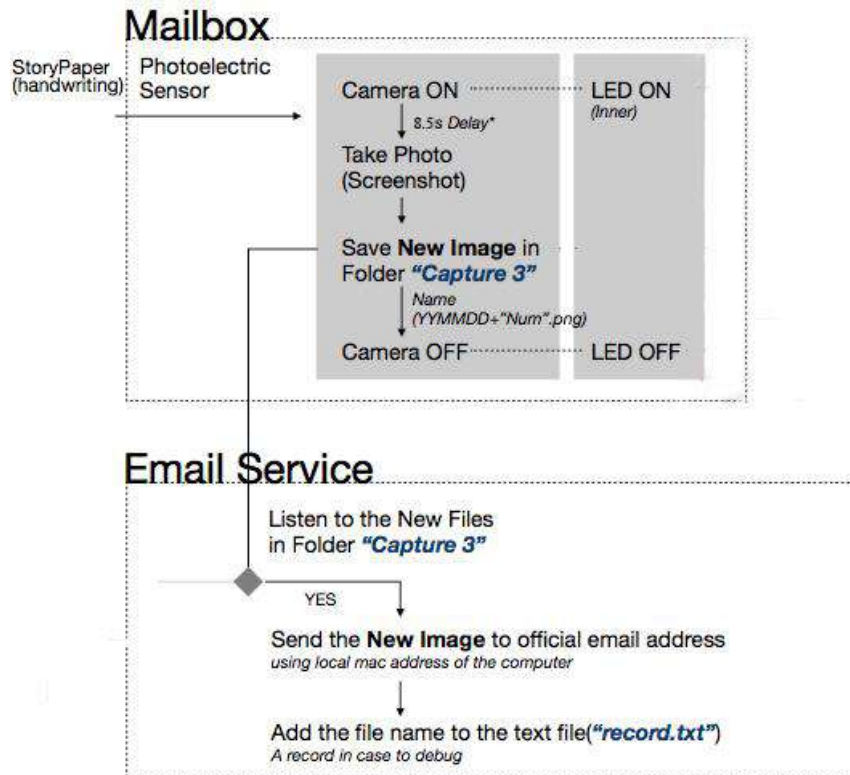 Mailbox
StoryPaper
(handwriting)
Photoelectric
Sensor
Camera ON
LED ON
(Inner)
8.5s Delay*
Take Photo
(Screenshot)
Save New Image in
Folder “Capture 3”
Name
(YYMMDD+"Num".png)
Camera OFF
LED OFF
Email Service
Listen to the New Files
in Folder “Capture 3”
YES
Send the New Image to official email address
using local mac address of the computer
Add the file name to the text file(“record.txt”)
A record in case to debug